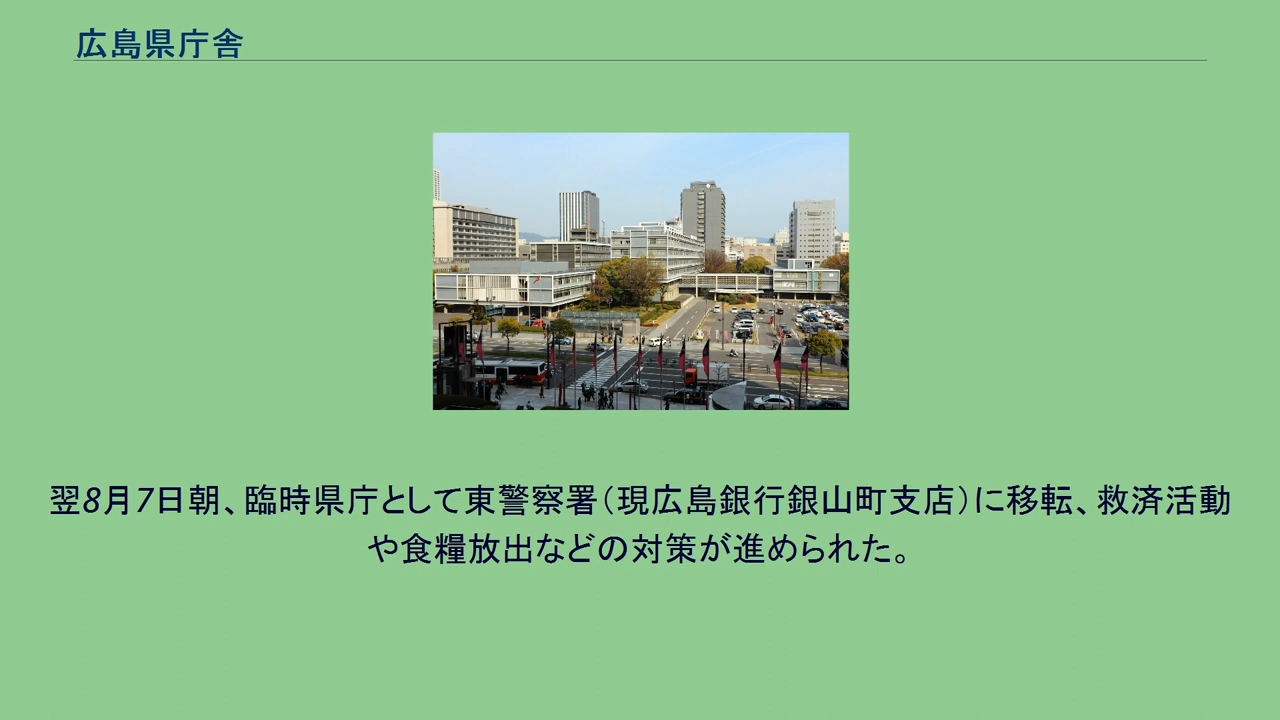 広島県庁舎
翌8月7日朝、臨時県庁として東警察署（現広島銀行銀山町支店）に移転、救済活動
や食糧放出などの対策が進められた。